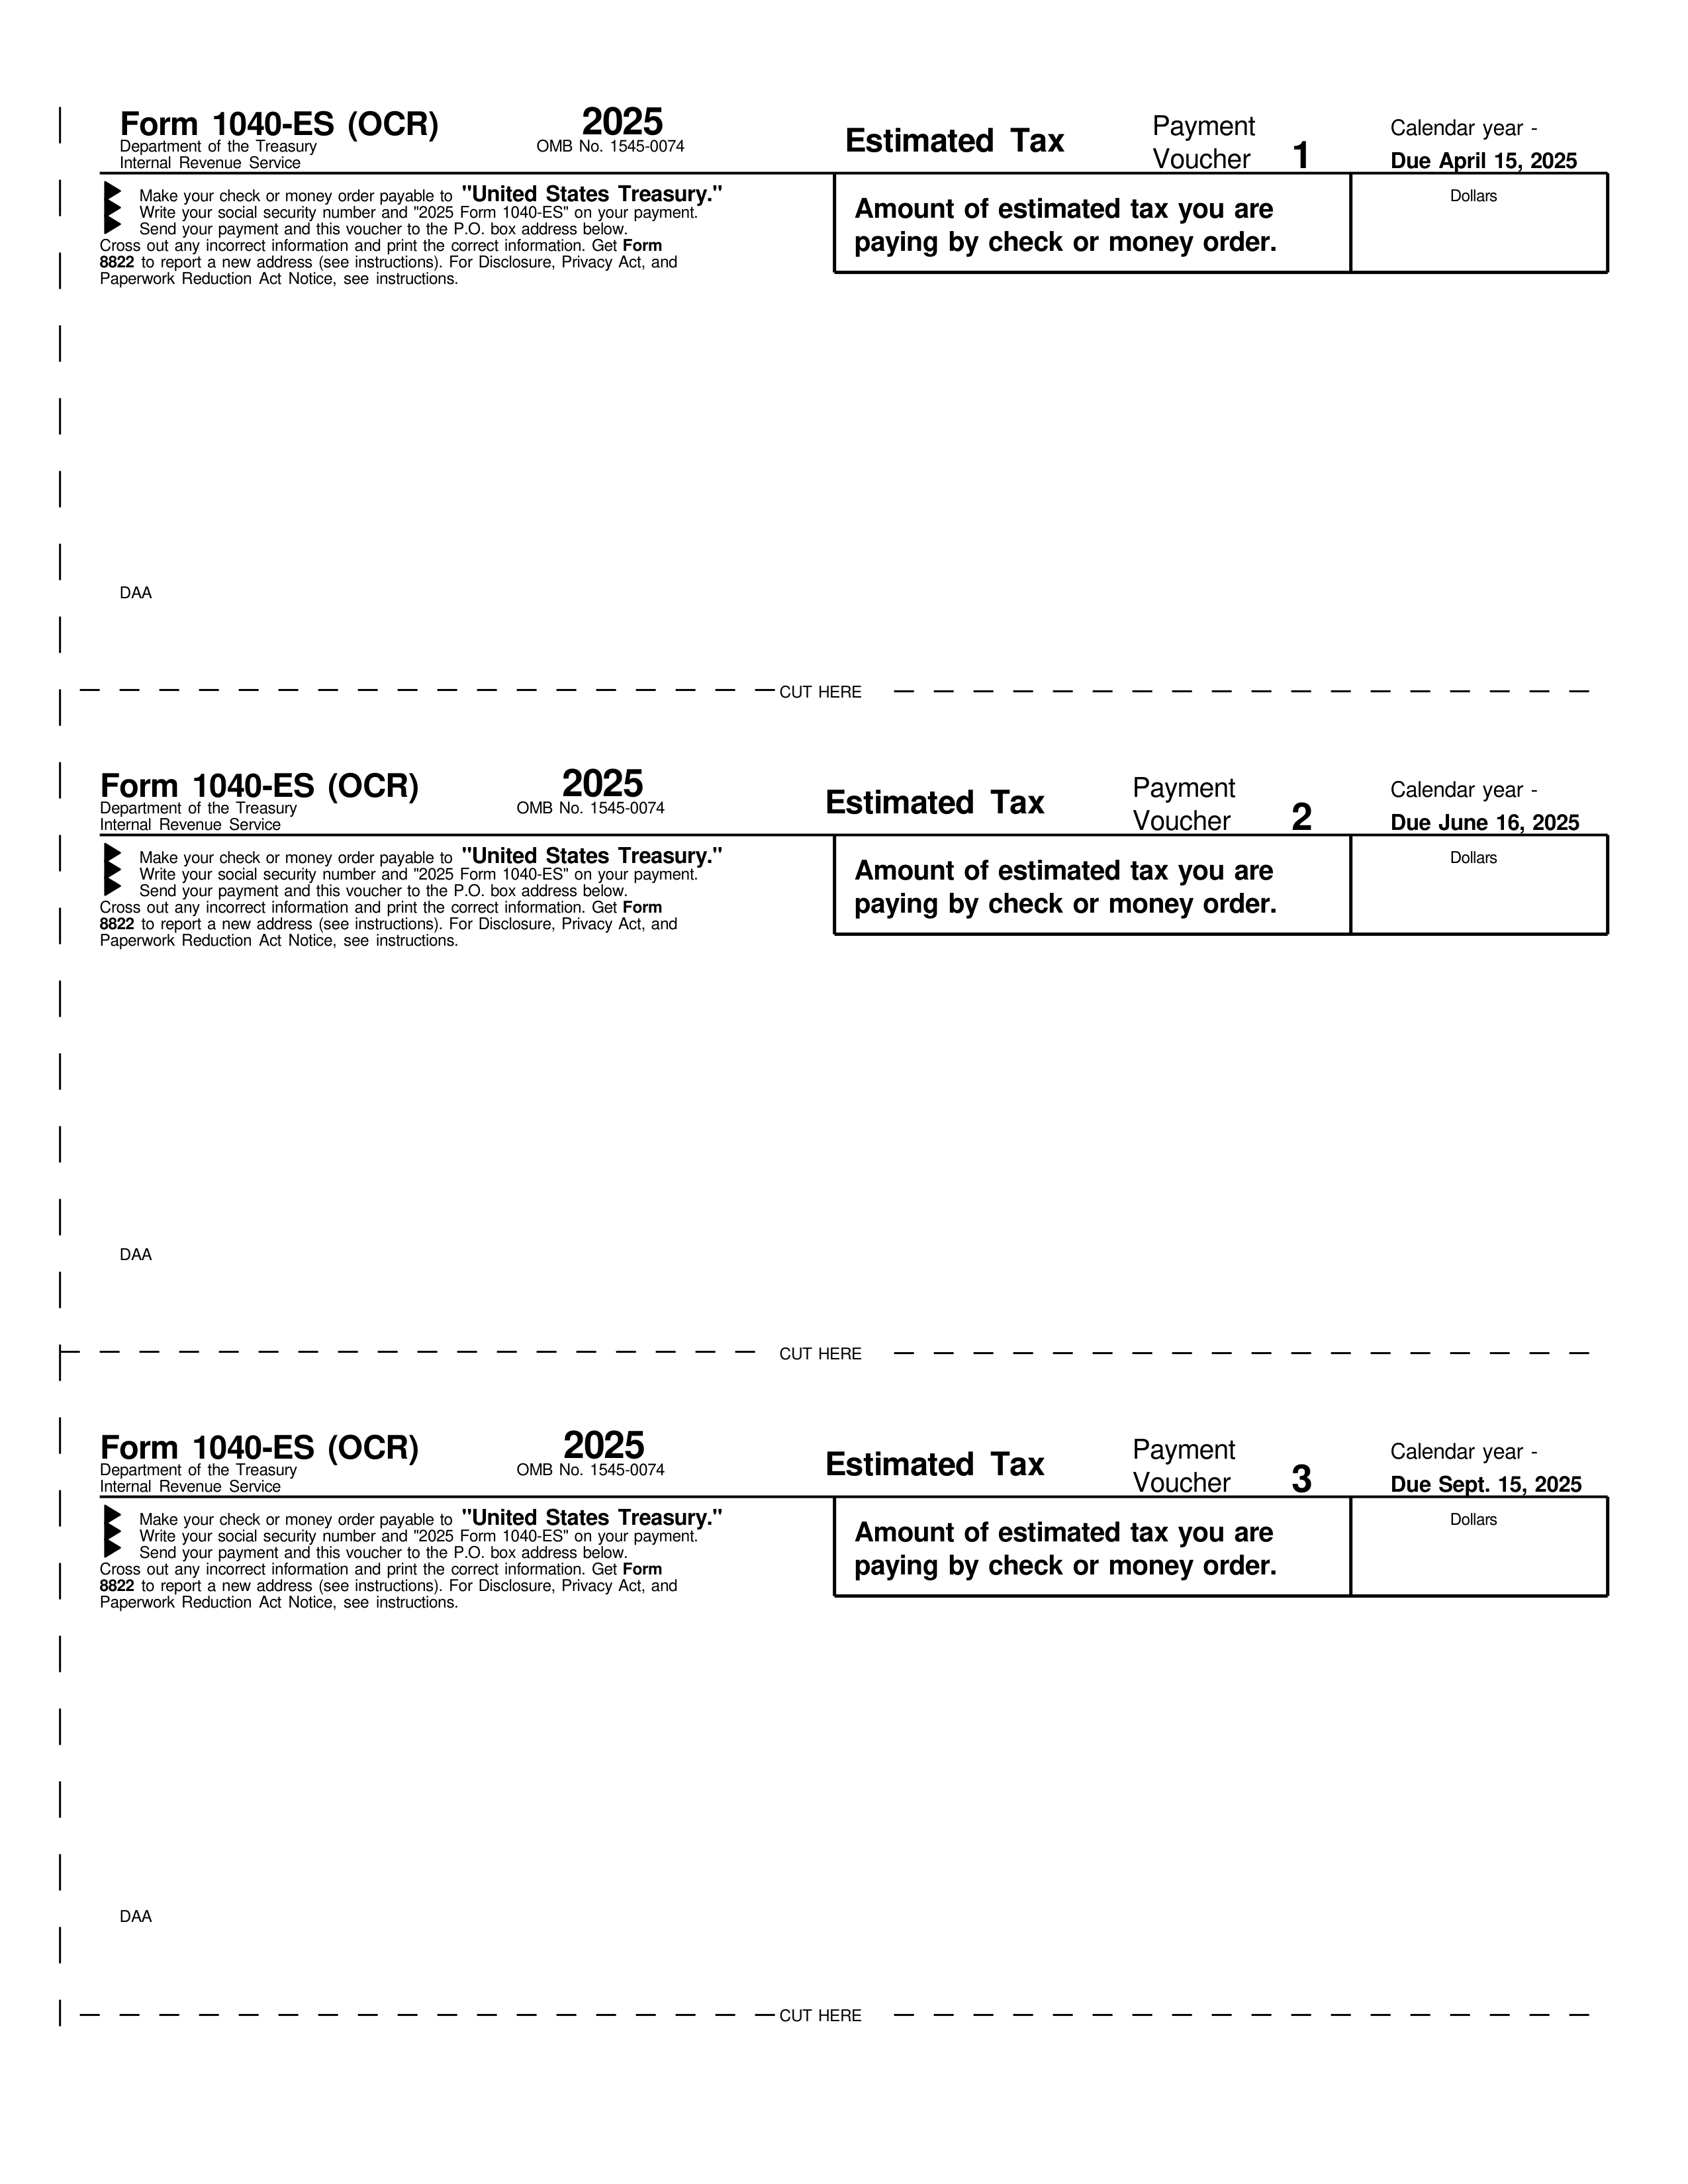 Form 1040-ES (OCR) 2025 Estimated Tax Payment Calendar year -
Department of the Treasury OMB No. 1545-0074 Voucher 1 Due April 15, 2025
Internal Revenue Service
Make your check or money order payable to "United States Treasury."
Write your social security number and "2025 Form 1040-ES" on your payment.
Send your payment and this voucher to the P.O. box address below.
Cross out any incorrect information and print the correct information. Get Form
8822 to report a new address (see instructions). For Disclosure, Privacy Act, and
Paperwork Reduction Act Notice, see instructions.
Amount of estimated tax you are
paying by check or money order.
Dollars
DAA
CUT HERE
Form 1040-ES (OCR) 2025 Estimated Tax Payment Calendar year -
Department of the Treasury OMB No. 1545-0074 Voucher 2 Due June 16, 2025
Internal Revenue Service
Make your check or money order payable to "United States Treasury."
Write your social security number and "2025 Form 1040-ES" on your payment.
Send your payment and this voucher to the P.O. box address below.
Cross out any incorrect information and print the correct information. Get Form
8822 to report a new address (see instructions). For Disclosure, Privacy Act, and
Paperwork Reduction Act Notice, see instructions.
Amount of estimated tax you are
paying by check or money order.
Dollars
DAA
CUT HERE
Form 1040-ES (OCR) 2025 Estimated Tax Payment Calendar year -
Department of the Treasury OMB No. 1545-0074 Voucher 3 Due Sept. 15, 2025
Internal Revenue Service
Make your check or money order payable to "United States Treasury."
Write your social security number and "2025 Form 1040-ES" on your payment.
Send your payment and this voucher to the P.O. box address below.
Cross out any incorrect information and print the correct information. Get Form
8822 to report a new address (see instructions). For Disclosure, Privacy Act, and
Paperwork Reduction Act Notice, see instructions.
Amount of estimated tax you are
paying by check or money order.
Dollars
DAA
CUT HERE